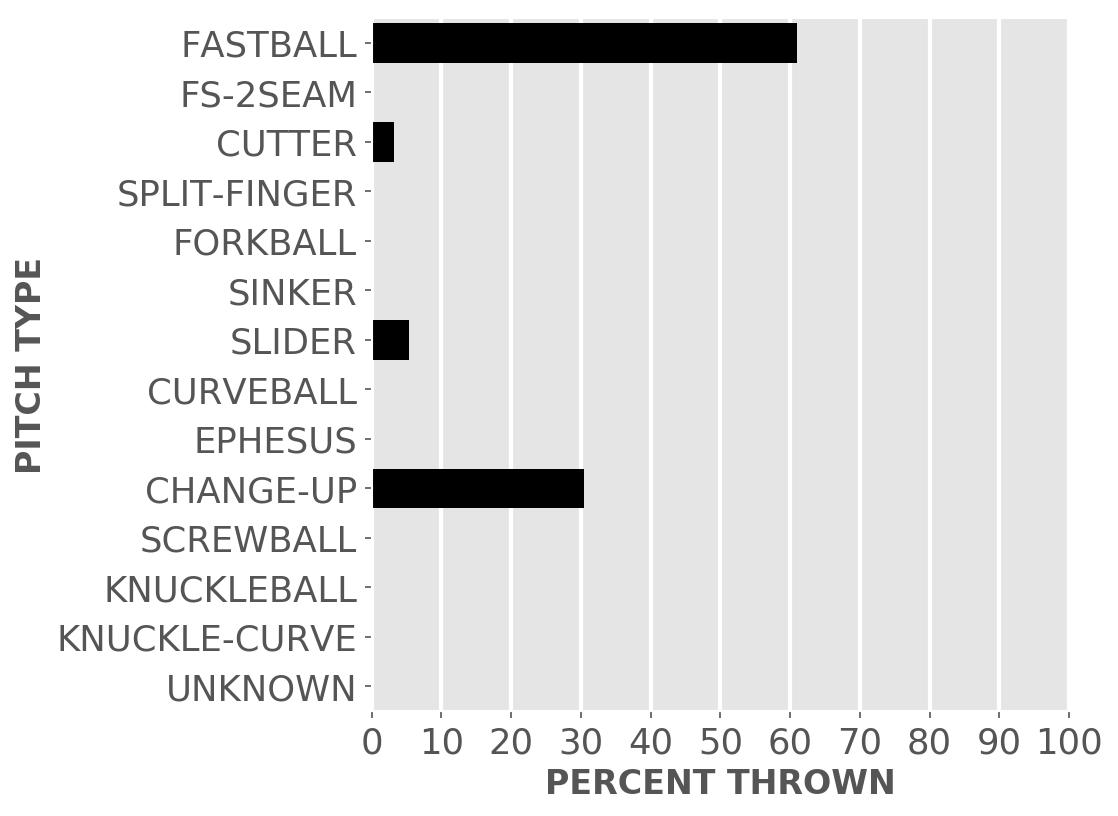 FASTBALL
FS-2SEAM
CUTTER
SPLIT-FINGER
FORKBALL
SINKER
SLIDER
CURVEBALL
EPHESUS
CHANGE-UP
SCREWBALL
KNUCKLEBALL
KNUCKLE-CURVE
UNKNOWN
PITCH TYPE
0 10 20 30 40 50 60 70 80 90 100
PERCENT THROWN